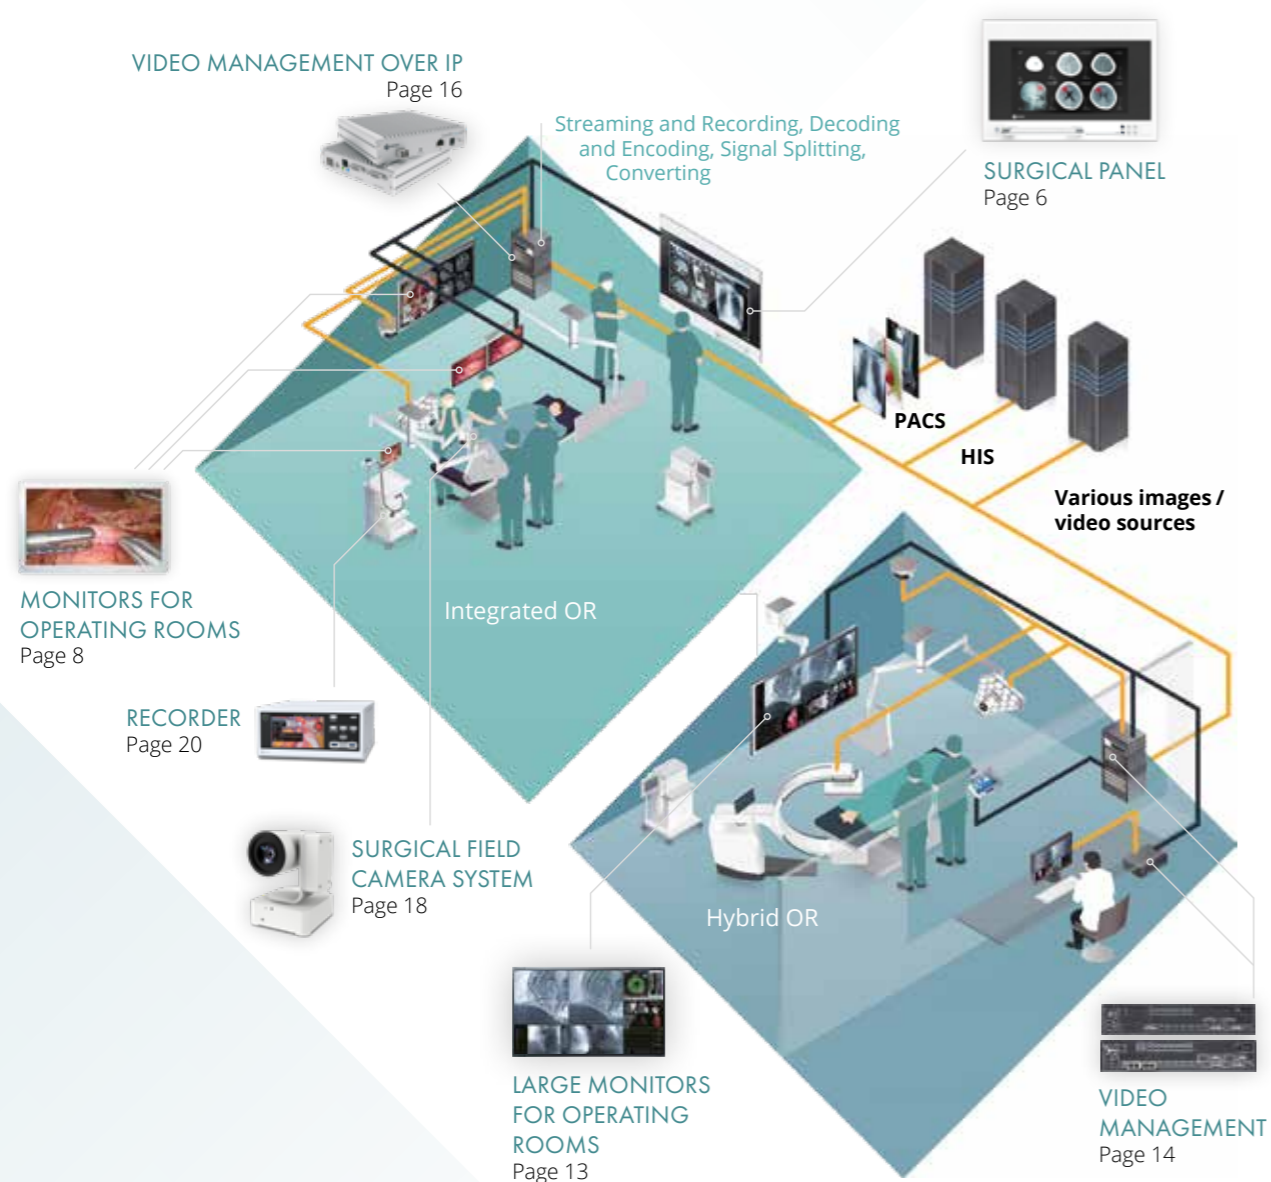 VIDEO MANAGEMENT OVER IP
Page 16
Streaming and Recording, Decoding
and Encoding, Signal Splitting,
Converting
SURGICAL PANEL
Page 6
PACS
HIS
Various images /
video sources
MONITORS FOR
OPERATING ROOMS
Page 8
Integrated OR
RECORDER
Page 20
SURGICAL FIELD
CAMERA SYSTEM
Page 18
Hybrid OR
LARGE MONITORS
FOR OPERATING
ROOMS
Page 13
VIDEO
MANAGEMENT
Page 14